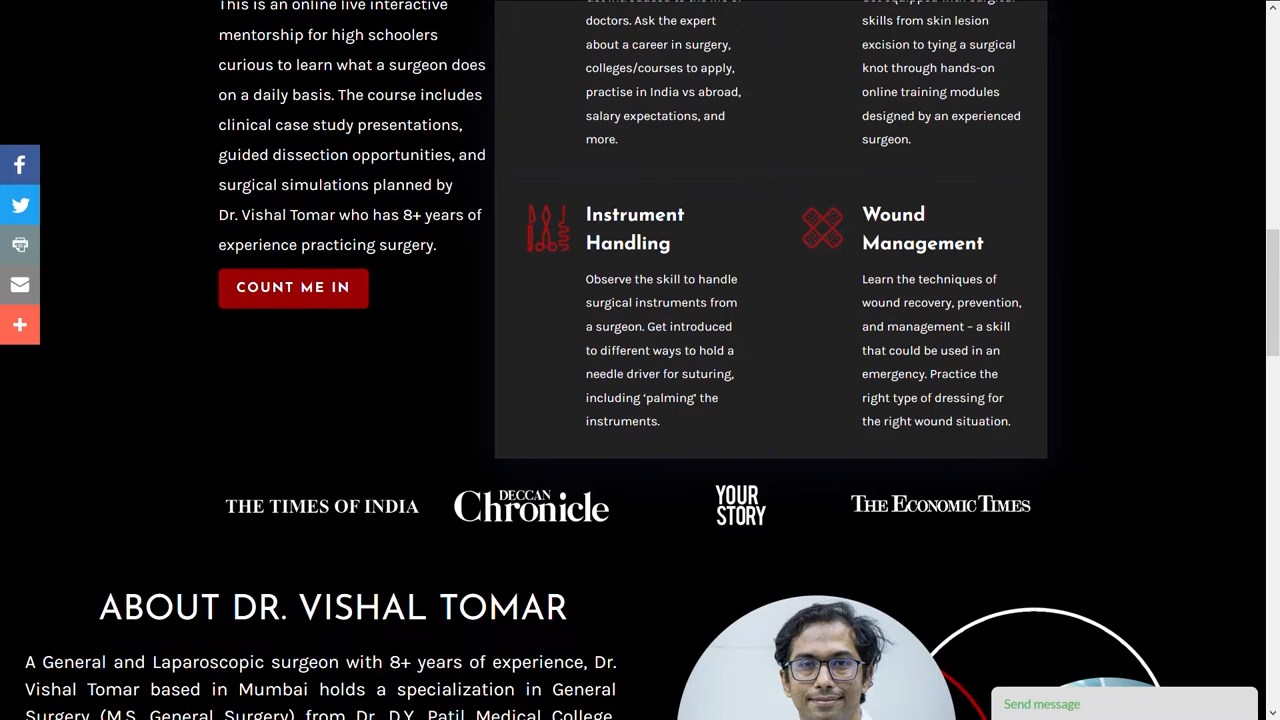 This is an online live interactive
mentorship for high schoolers
curious to learn what a surgeon does
on a daily basis. The course includes
clinical case study presentations,
guided dissection opportunities, and
surgical simulations planned by
Dr. Vishal Tomar who has 8+ years of
experience practicing surgery.
COUNT ME IN
doctors. Ask the expert
about a career in surgery,
colleges/courses to apply,
practise in India vs abroad,
salary expectations, and
more.
skills from skin lesion
excision to tying a surgical
knot through hands-on
online training modules
designed by an experienced
surgeon.
Instrument
Handling
Observe the skill to handle
surgical instruments from
a surgeon. Get introduced
to different ways to hold a
needle driver for suturing,
including ‘palming’ the
instruments.
Wound
Management
Learn the techniques of
wound recovery, prevention,
and management – a skill
that could be used in an
emergency. Practice the
right type of dressing for
the right wound situation.
THE TIMES OF INDIA
DECCAN
Chronicle
YOUR
STORY
THE ECONOMIC TIMES
ABOUT DR. VISHAL TOMAR
A General and Laparoscopic surgeon with 8+ years of experience, Dr.
Vishal Tomar based in Mumbai holds a specialization in General
Surgery (M.S. General Surgery) from Dr. D.Y. Patil Medical College,
Send message